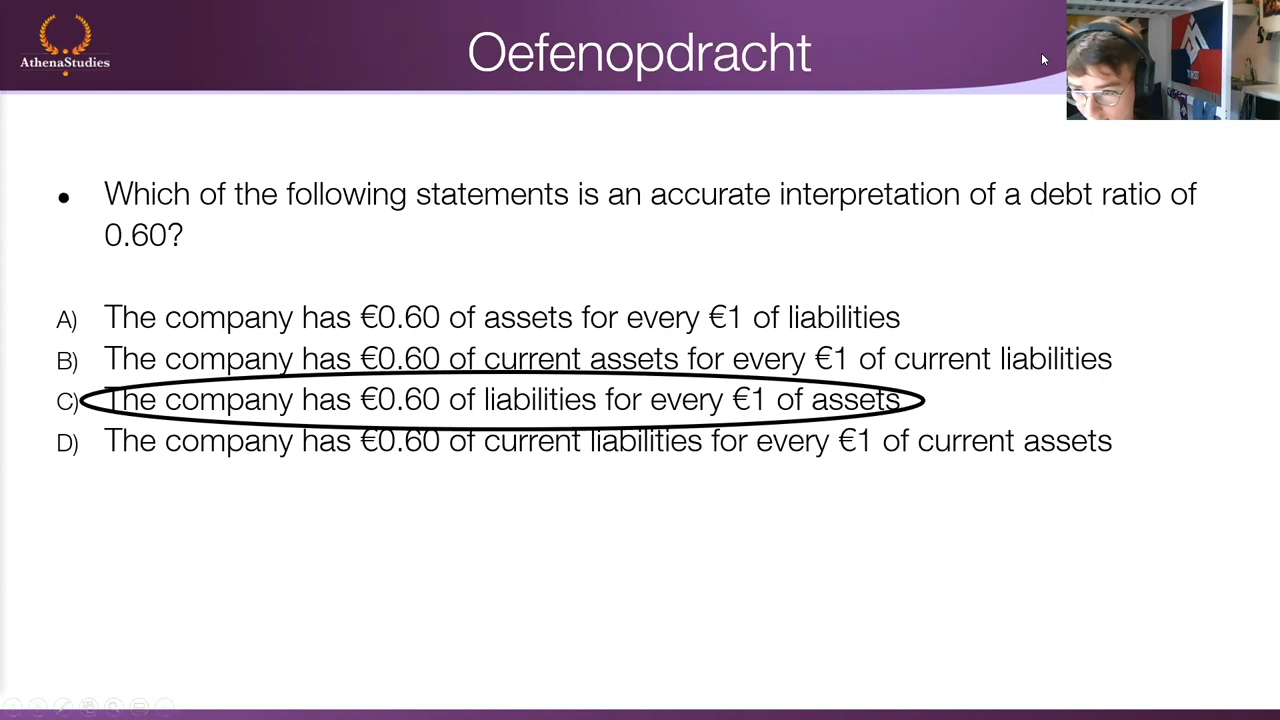 AthenaStudies
Oefenopdracht
• Which of the following statements is an accurate interpretation of a debt ratio of
0.60?
A) The company has €0.60 of assets for every €1 of liabilities
B) The company has €0.60 of current assets for every €1 of current liabilities
C) The company has €0.60 of liabilities for every €1 of assets
D) The company has €0.60 of current liabilities for every €1 of current assets